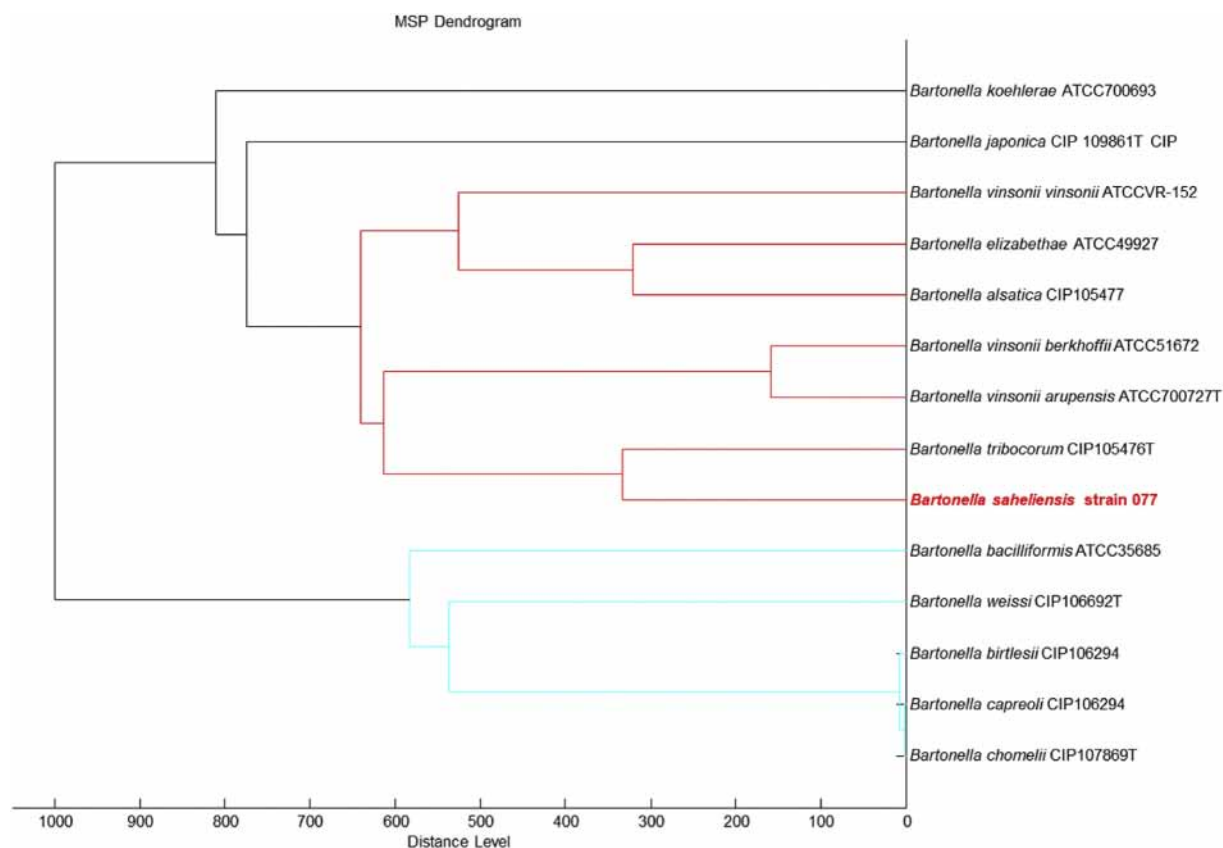 MSP Dendrogram
Bartonella koehlerae ATCC700693
Bartonella japonica CIP 109861T CIP
Bartonella vinsonii vinsonii ATCCVR-152
Bartonella elizabethae ATCC49927
Bartonella alsatica CIP105477
Bartonella vinsonii berkhoffii ATCC51672
Bartonella vinsonii arupensis ATCC700727T
Bartonella tribocorum CIP105476T
Bartonella saheliensis strain 077
Bartonella bacilliformis ATCC35685
Bartonella weissi CIP106692T
Bartonella birtlesii CIP106294
Bartonella capreoli CIP106294
Bartonella chomelii CIP107869T
1000 900 800 700 600 500 400 300 200 100 0
Distance Level